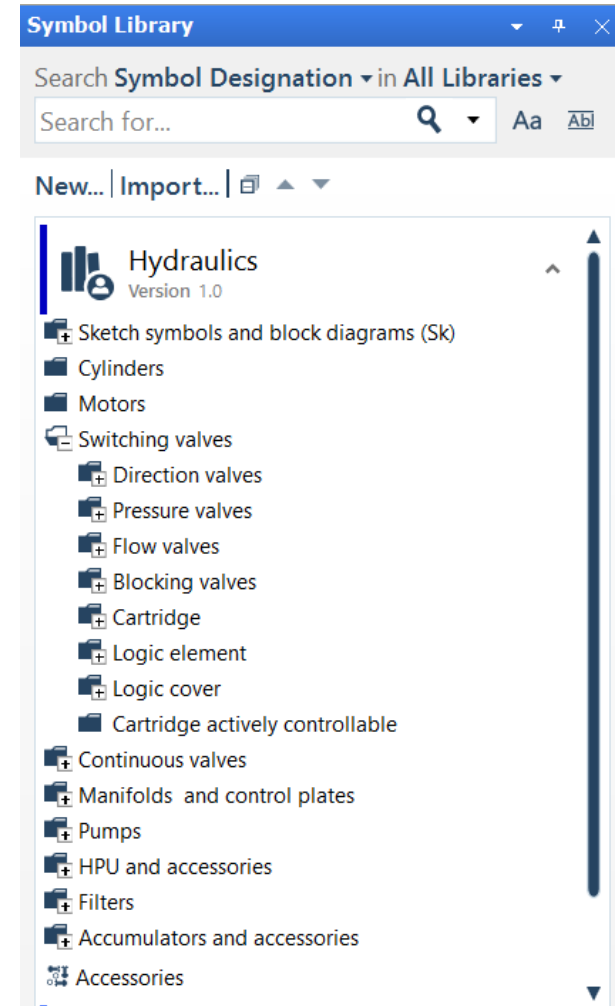 Symbol Library
Search Symbol Designation in All Libraries
Search for...
Aa Abl
New... Import...
Hydraulics
Version 1.0
Sketch symbols and block diagrams (Sk)
Cylinders
Motors
Switching valves
Direction valves
Pressure valves
Flow valves
Blocking valves
Cartridge
Logic element
Logic cover
Cartridge actively controllable
Continuous valves
Manifolds and control plates
Pumps
HPU and accessories
Filters
Accumulators and accessories
Accessories